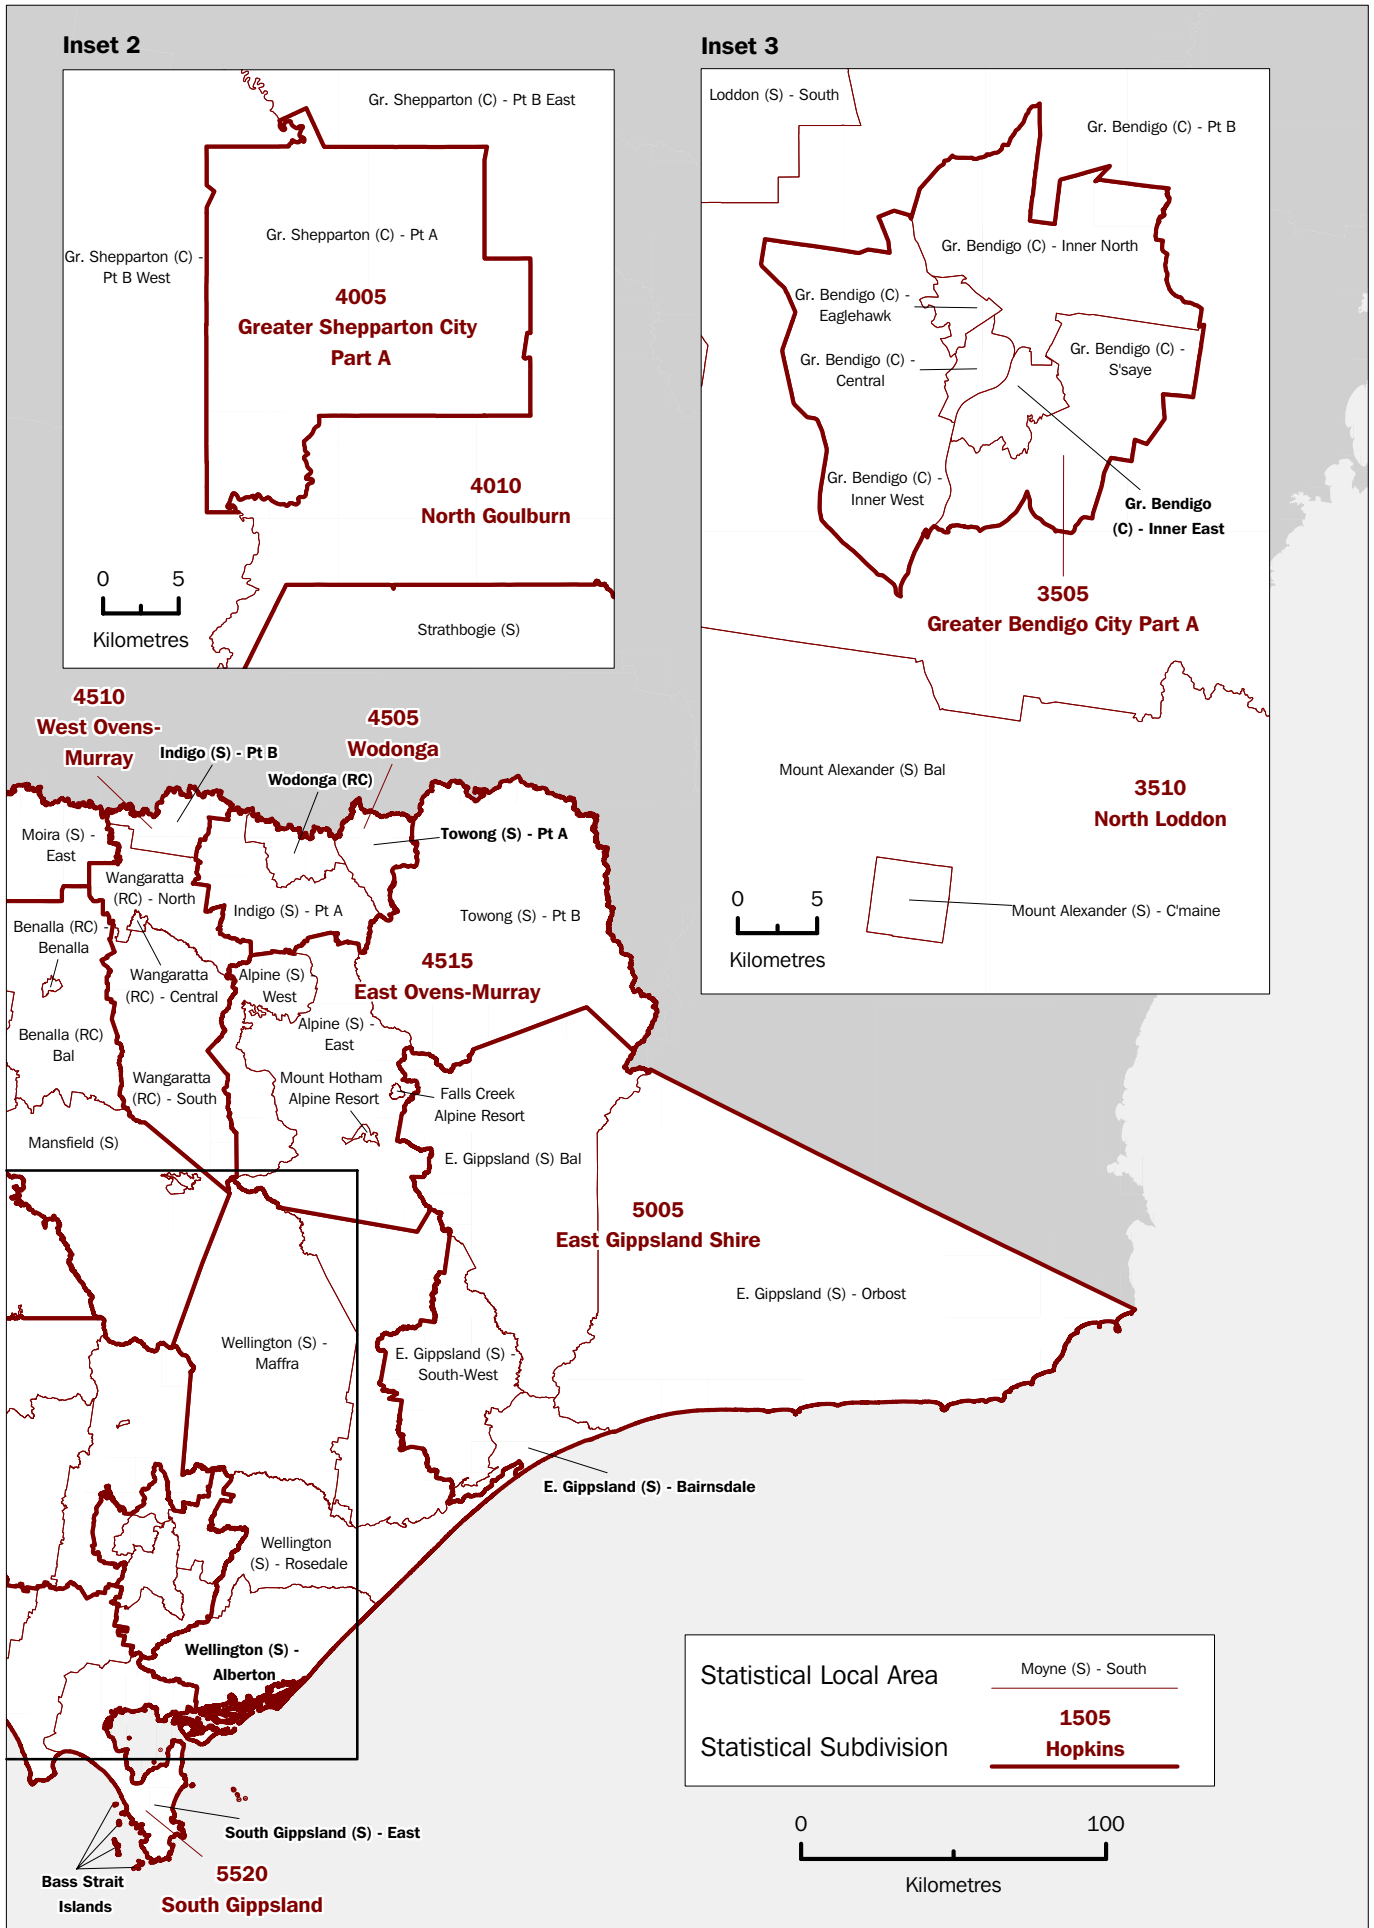 Inset 2
Gr. Shepparton (C) - Pt B East
Gr. Shepparton (C) - Pt A
Gr. Shepparton (C) -
Pt B West
4005
Greater Shepparton City
Part A
4010
North Goulburn
0 5
Kilometres
Strathbogie (S)
Inset 3
Loddon (S) - South
Gr. Bendigo (C) - Pt B
Gr. Bendigo (C) - Inner North
Gr. Bendigo (C) -
Eaglehawk
Gr. Bendigo (C) -
Central
Gr. Bendigo (C) -
S'saye
Gr. Bendigo (C) -
Inner West
Gr. Bendigo
(C) - Inner East
3505
Greater Bendigo City Part A
Mount Alexander (S) Bal
3510
North Loddon
0 5
Kilometres
Mount Alexander (S) - C'maine
4510
West Ovens-
Murray
Indigo (S) - Pt B
4505
Wodonga
Wodonga (RC)
Towong (S) - Pt A
Moira (S) -
East
Wangaratta
(RC) - North
Indigo (S) - Pt A
Towong (S) - Pt B
Benalla (RC) -
Benalla
Wangaratta
(RC) - Central
Alpine (S)
West
4515
East Ovens-Murray
Benalla (RC)
Bal
Alpine (S) -
East
Wangaratta
(RC) - South
Mount Hotham
Alpine Resort
Falls Creek
Alpine Resort
Mansfield (S)
E. Gippsland (S) Bal
5005
East Gippsland Shire
E. Gippsland (S) - Orbost
Wellington (S) -
Maffra
E. Gippsland (S) -
South-West
E. Gippsland (S) - Bairnsdale
Wellington
(S) - Rosedale
Wellington (S) -
Alberton
South Gippsland (S) - East
Bass Strait
Islands
5520
South Gippsland
Statistical Local Area
Moyne (S) - South
Statistical Subdivision
1505
Hopkins
0 100
Kilometres